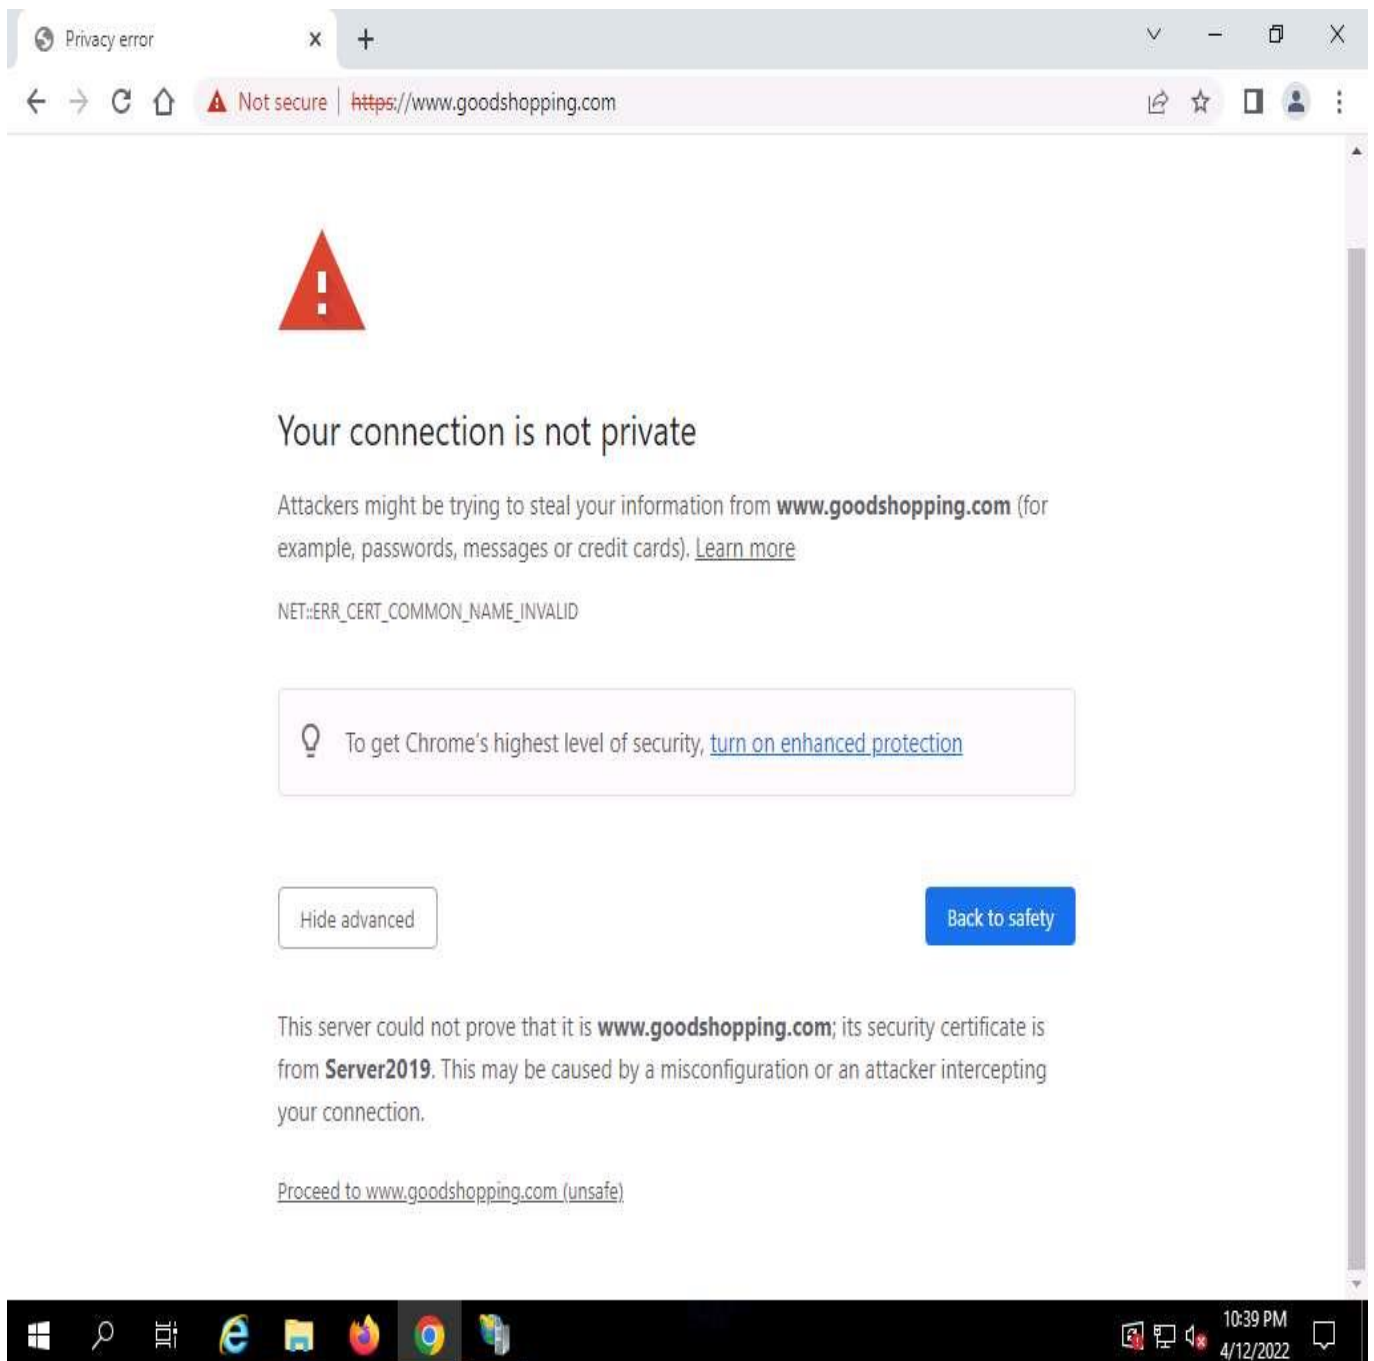 Privacy error
Not secure | https://www.goodshopping.com
!
Your connection is not private
Attackers might be trying to steal your information from www.goodshopping.com (for
example, passwords, messages or credit cards). Learn more
NET::ERR_CERT_COMMON_NAME_INVALID
To get Chrome's highest level of security, turn on enhanced protection
Hide advanced
Back to safety
This server could not prove that it is www.goodshopping.com; its security certificate is
from Server2019. This may be caused by a misconfiguration or an attacker intercepting
your connection.
Proceed to www.goodshopping.com (unsafe)
10:39 PM
4/12/2022